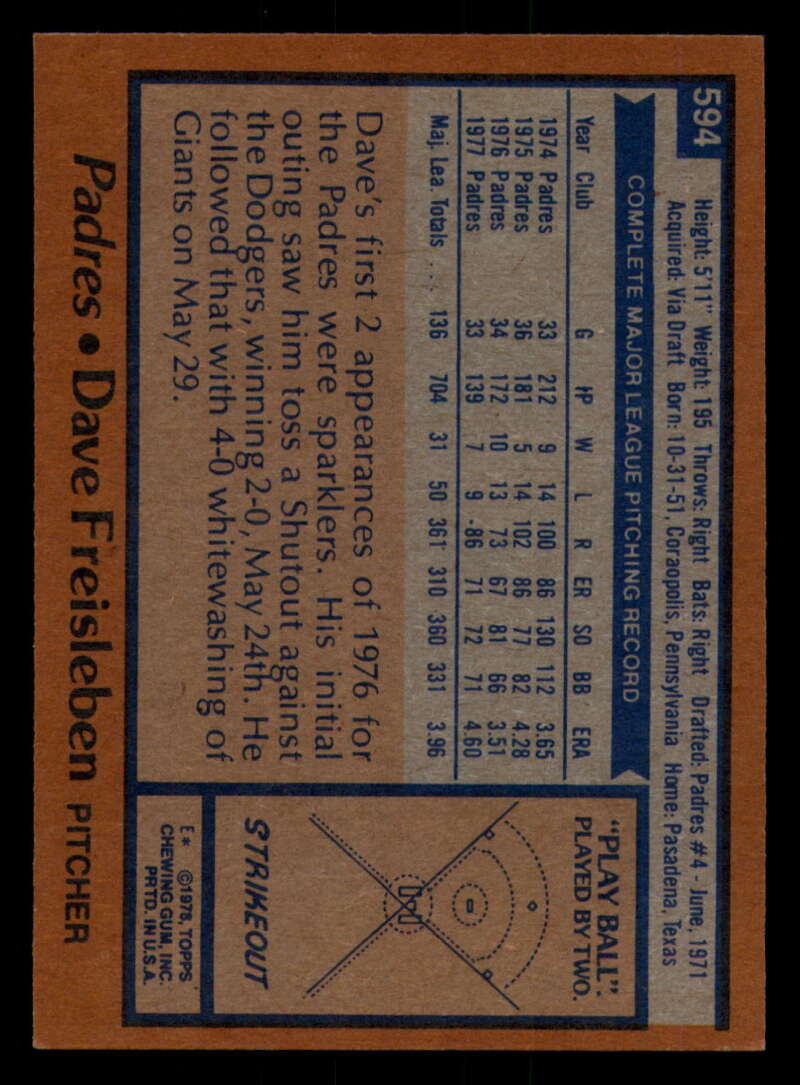 594
Height: 5'11" Weight: 195 Throws: Right Bats: Right Drafted: Padres #4 - June, 1971
Acquired: Via Draft Born: 10-31-51, Coraopolis, Pennsylvania Home: Pasadena, Texas
COMPLETE MAJOR LEAGUE PITCHING RECORD
Year Club G IP W L R ER SO BB ERA
1974 Padres 33 212 9 14 100 86 130 112 3.65
1975 Padres 36 181 5 14 102 86 77 82 4.28
1976 Padres 34 172 10 13 73 67 81 66 3.51
1977 Padres 33 139 7 9 86 71 72 71 4.60
Maj. Lea. Totals ... 136 704 31 50 361 310 360 331 3.96
Dave's first 2 appearances of 1976 for
the Padres were sparklers. His initial
outing saw him toss a Shutout against
the Dodgers, winning 2-0, May 24th. He
followed that with 4-0 whitewashing of
Giants on May 29.
"PLAY BALL".
PLAYED BY TWO.
STRIKEOUT
E* ©1978, TOPPS
CHEWING GUM, INC.
PRTD. IN U.S.A.
Padres • Dave Freisleben PITCHER